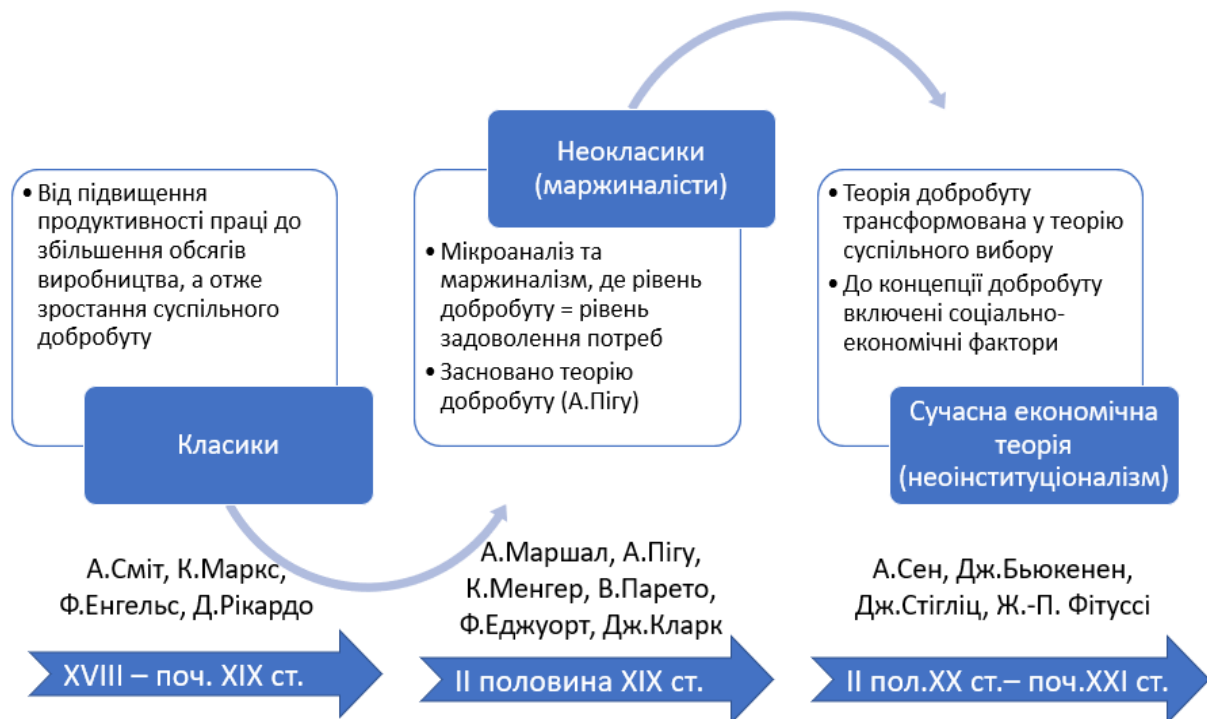 • Від підвищення
продуктивності праці до
збільшення обсягів
виробництва, а отже
зростання суспільного
добробуту
Класики
А.Сміт, К.Маркс,
Ф.Енгельс, Д.Рікардо
XVIII – поч. XIX ст.
Неокласики
(маржиналісти)
• Мікроаналіз та
маржиналізм, де рівень
добробуту = рівень
задоволення потреб
• Засновано теорію
добробуту (А.Пігу)
А.Маршал, А.Пігу,
К.Менгер, В.Парето,
Ф.Еджуорт, Дж.Кларк
II половина XIX ст.
• Теорія добробуту
трансформована у теорію
суспільного вибору
• До концепції добробуту
включені соціально-
економічні фактори
Сучасна економічна
теорія
(неоінституціоналізм)
А.Сен, Дж.Бьюкенен,
Дж.Стігліц, Ж.-П. Фітуссі
II пол.XX ст.– поч.XXI ст.